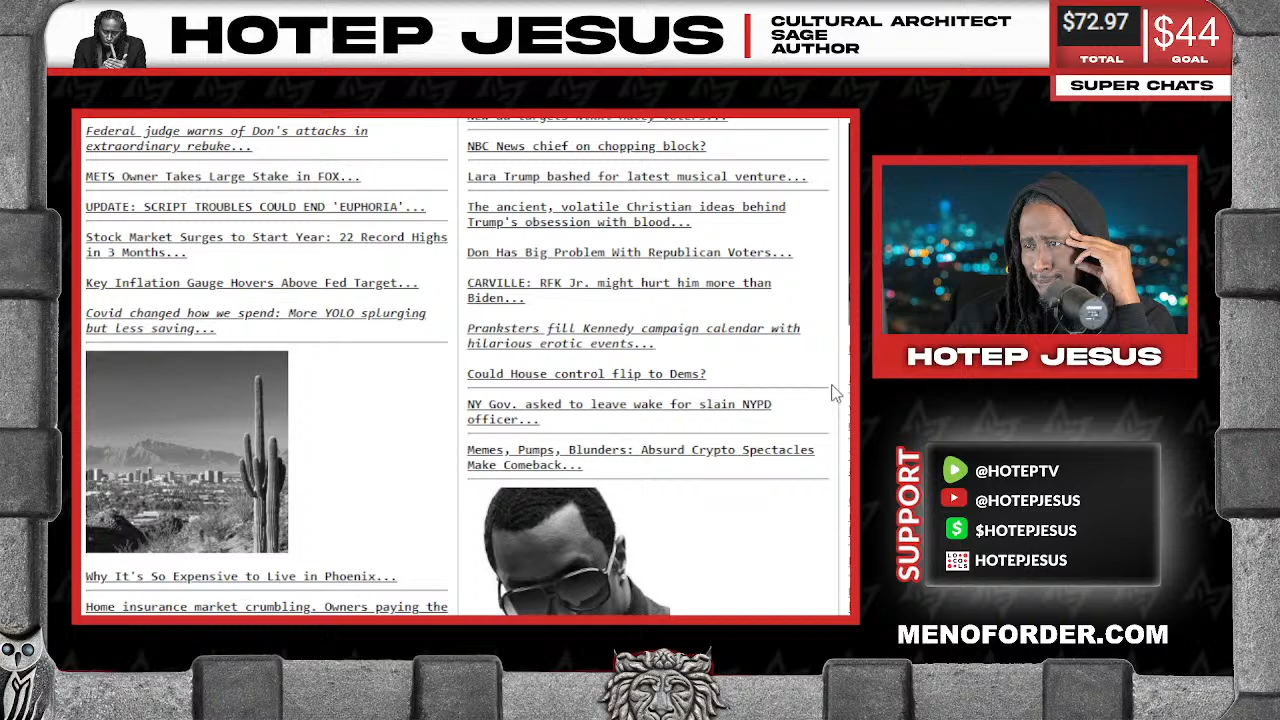 HOTEP JESUS
CULTURAL ARCHITECT
SAGE
AUTHOR
$72.97
TOTAL
$44
GOAL
SUPER CHATS
Federal judge warns of Don's attacks in
extraordinary rebuke...
METS Owner Takes Large Stake in FOX...
UPDATE: SCRIPT TROUBLES COULD END 'EUPHORIA'...
Stock Market Surges to Start Year: 22 Record Highs
in 3 Months...
Key Inflation Gauge Hovers Above Fed Target...
Covid changed how we spend: More YOLO splurging
but less saving...
Why It's So Expensive to Live in Phoenix...
Home insurance market crumbling. Owners paying the
NBC News chief on chopping block?
Lara Trump bashed for latest musical venture...
The ancient, volatile Christian ideas behind
Trump's obsession with blood...
Don Has Big Problem With Republican Voters...
CARVILLE: RFK Jr. might hurt him more than
Biden...
Pranksters fill Kennedy campaign calendar with
hilarious erotic events...
Could House control flip to Dems?
NY Gov. asked to leave wake for slain NYPD
officer...
Memes, Pumps, Blunders: Absurd Crypto Spectacles
Make Comeback...
HOTEP JESUS
SUPPORT
@HOTEPTV
@HOTEPJESUS
$HOTEPJESUS
HOTEPJESUS
MENOFORDER.COM